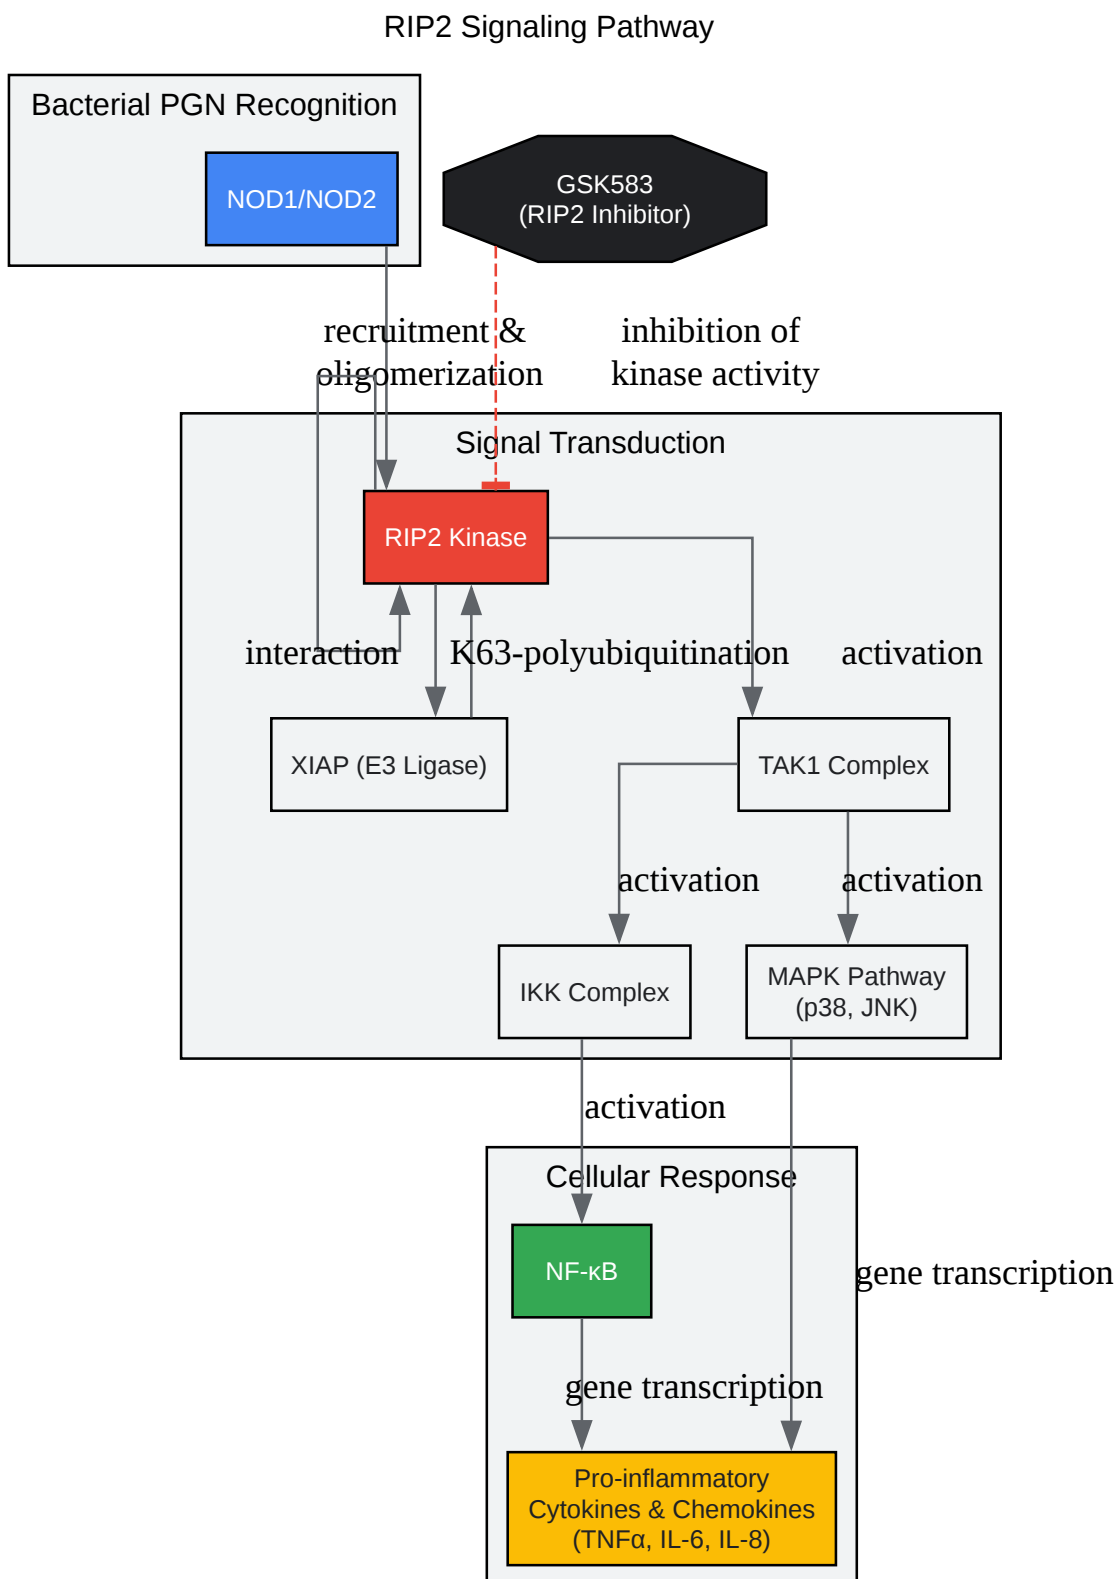 RIP2 Signaling Pathway
Bacterial PGN Recognition
NOD1/NOD2
GSK583
(RIP2 Inhibitor)
recruitment &
oligomerization
inhibition of
kinase activity
Signal Transduction
RIP2 Kinase
interaction
K63-polyubiquitination
activation
XIAP (E3 Ligase)
TAK1 Complex
activation
activation
IKK Complex
MAPK Pathway
(p38, JNK)
activation
Cellular Response
NF-κB
gene transcription
gene transcription
Pro-inflammatory
Cytokines & Chemokines
(TNFα, IL-6, IL-8)